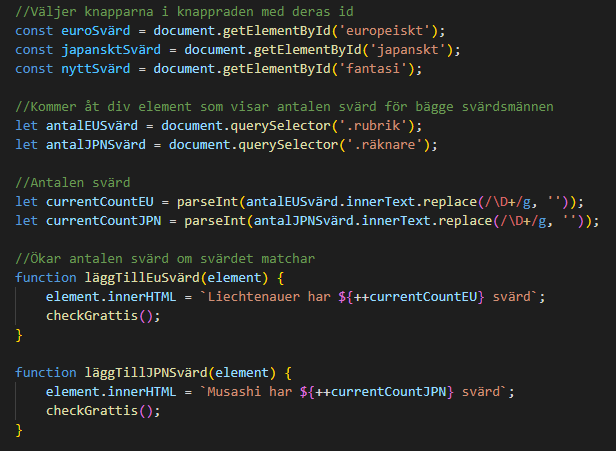 //Väljer knapparna i knappraden med deras id
const euroSvärd = document.getElementById('europeiskt');
const japansktSvärd = document.getElementById('japanskt');
const nyttSvärd = document.getElementById('fantasi');
//Kommer åt div element som visar antalen svärd för bägge svärdsmännen
let antalEUSvärd = document.querySelector('.rubrik');
let antalJPNSvärd = document.querySelector('.räknare');
//Antalen svärd
let currentCountEU = parseInt(antalEUSvärd.innerText.replace(/\D+/g, ''));
let currentCountJPN = parseInt(antalJPNSvärd.innerText.replace(/\D+/g, ''));
//Ökar antalen svärd om svärdet matchar
function läggTillEuSvärd(element) {
    element.innerHTML = `Liechtenauer har ${++currentCountEU} svärd`;
    checkGrattis();
}
function läggTillJPNSvärd(element) {
    element.innerHTML = `Musashi har ${++currentCountJPN} svärd`;
    checkGrattis();
}